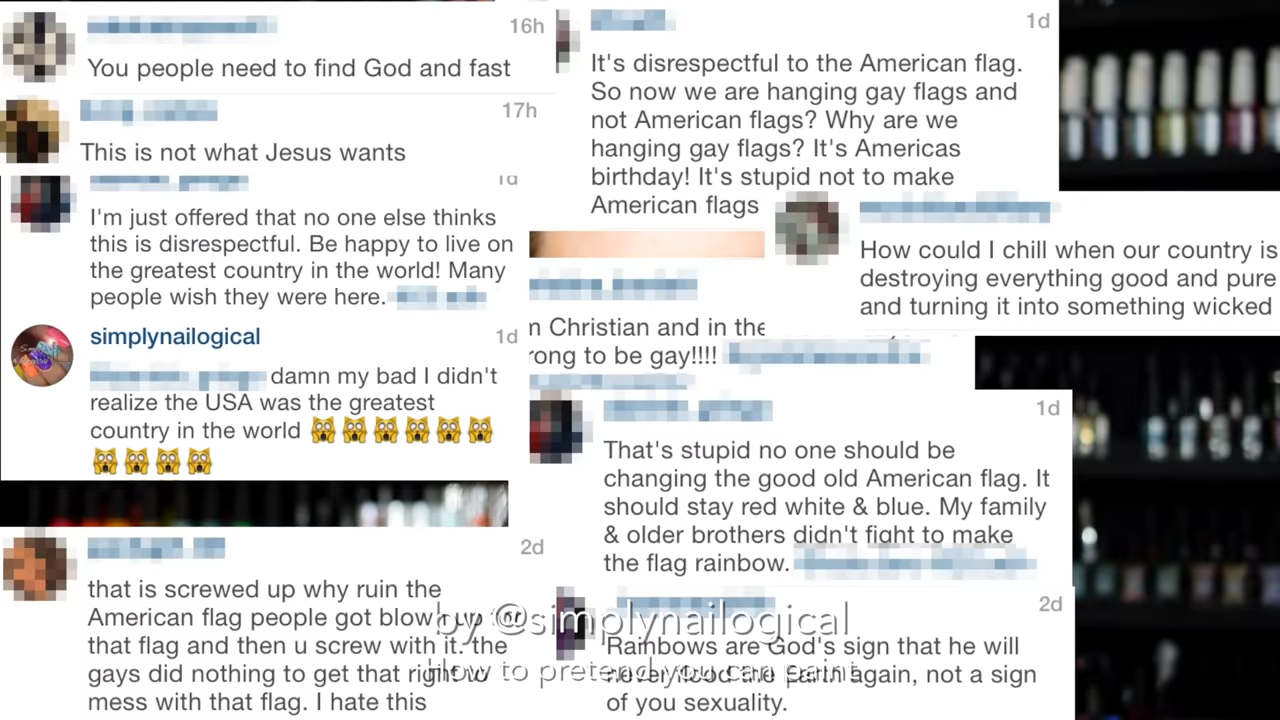 16h
You people need to find God and fast
17h
This is not what Jesus wants
1d
I'm just offered that no one else thinks
this is disrespectful. Be happy to live on
the greatest country in the world! Many
people wish they were here.
simplynailogical 1d
damn my bad I didn't
realize the USA was the greatest
country in the world 🙀🙀🙀🙀🙀🙀
🙀🙀🙀🙀
2d
that is screwed up why ruin the
American flag people got blown up for
that flag and then u screw with it. the
gays did nothing to get that right to
mess with that flag. I hate this
1d
It's disrespectful to the American flag.
So now we are hanging gay flags and
not American flags? Why are we
hanging gay flags? It's Americas
birthday! It's stupid not to make
American flags
How could I chill when our country is
destroying everything good and pure
and turning it into something wicked
n Christian and in the
rong to be gay!!!!
1d
That's stupid no one should be
changing the good old American flag. It
should stay red white & blue. My family
& older brothers didn't fight to make
the flag rainbow.
2d
Rainbows are God's sign that he will
never flood the Earth again, not a sign
of you sexuality.
by @simplynailogical
How to pretend you can paint